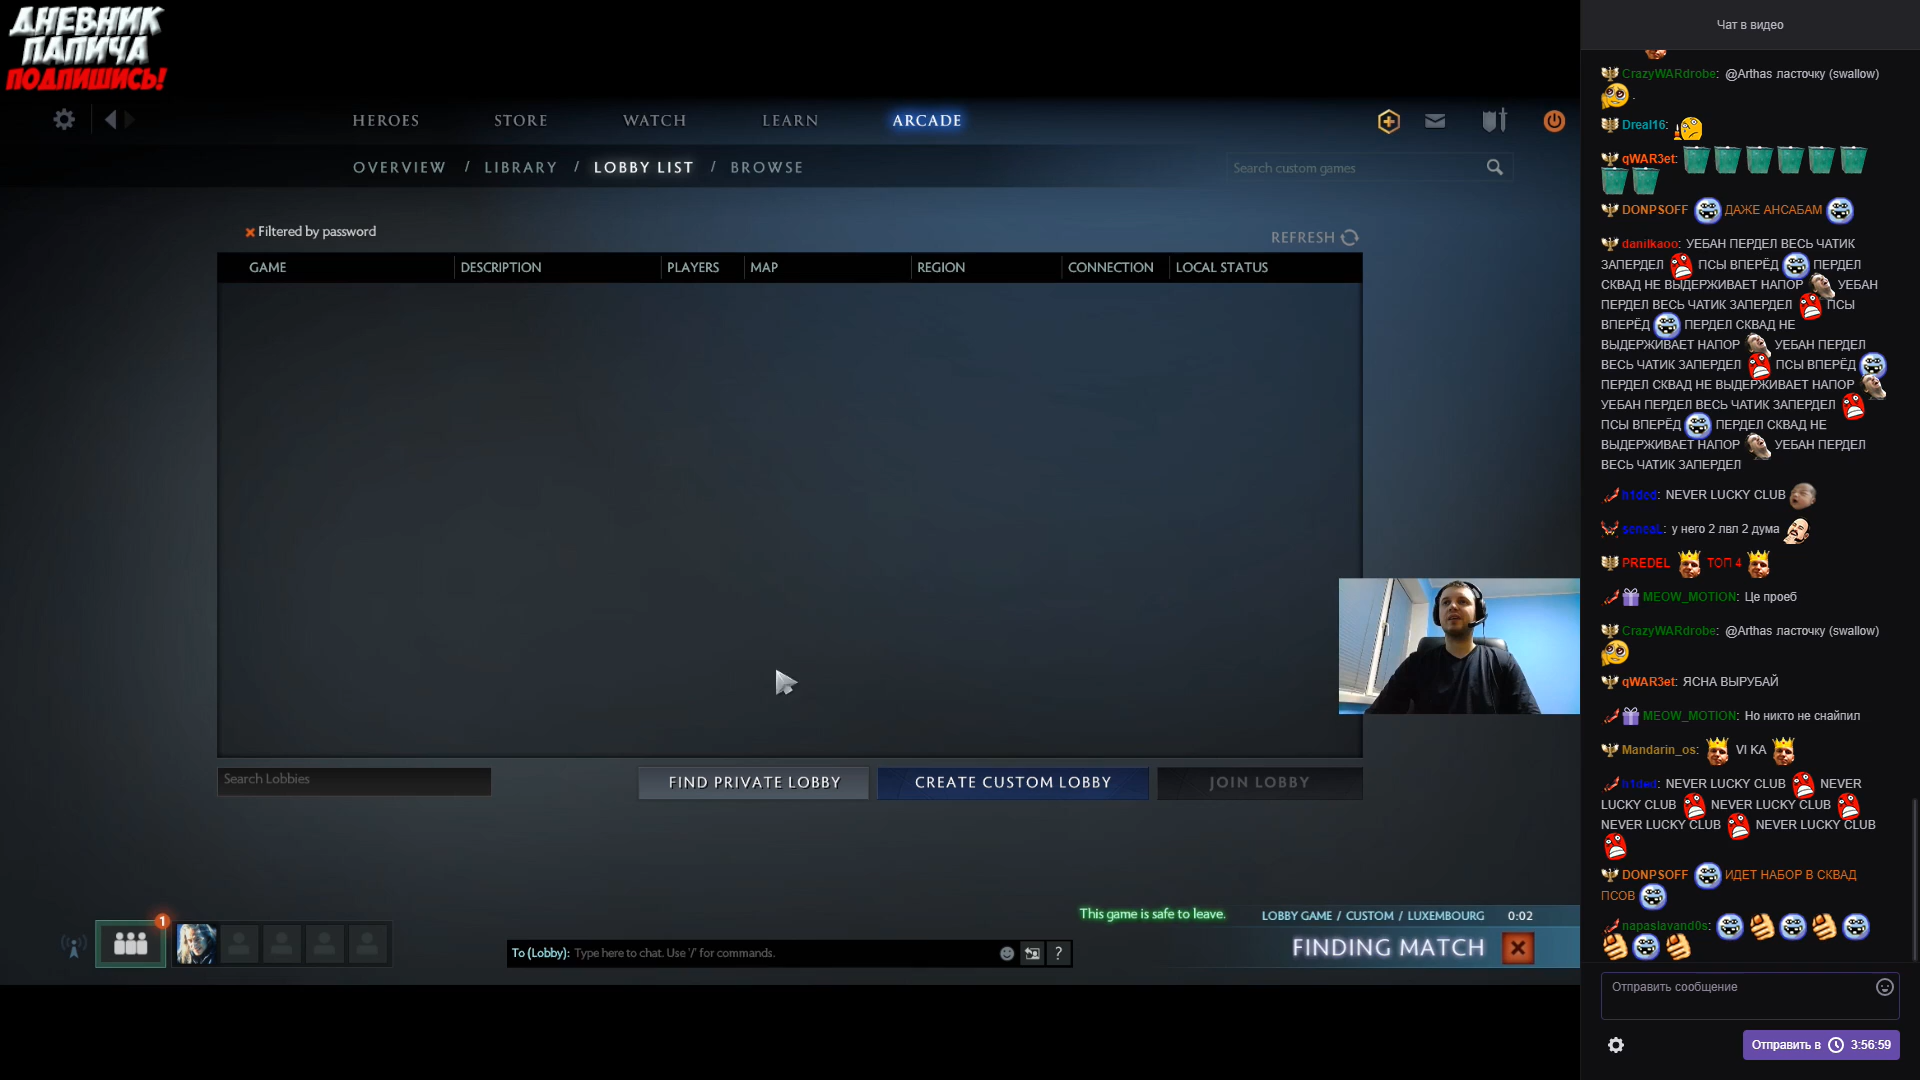 ДНЕВНИК
ПАПИЧА
ПОДПИШИСЬ!
HEROES STORE WATCH LEARN ARCADE
OVERVIEW / LIBRARY / LOBBY LIST / BROWSE
Search custom games
Filtered by password
REFRESH
GAME DESCRIPTION PLAYERS MAP REGION CONNECTION LOCAL STATUS
Search Lobbies
FIND PRIVATE LOBBY
CREATE CUSTOM LOBBY
JOIN LOBBY
This game is safe to leave.
LOBBY GAME / CUSTOM / LUXEMBOURG 0:02
FINDING MATCH
1
To (Lobby): Type here to chat. Use '/' for commands.
?
Чат в видео
CrazyWARdrobe: @Arthas ласточку (swallow)
.
Dreal16:
qWAR3et:
DONPSOFF ДАЖЕ АНСАБАМ
danilkaoo: УЕБАН ПЕРДЕЛ ВЕСЬ ЧАТИК
ЗАПЕРДЕЛ ПСЫ ВПЕРЁД ПЕРДЕЛ
СКВАД НЕ ВЫДЕРЖИВАЕТ НАПОР УЕБАН
ПЕРДЕЛ ВЕСЬ ЧАТИК ЗАПЕРДЕЛ ПСЫ
ВПЕРЁД ПЕРДЕЛ СКВАД НЕ
ВЫДЕРЖИВАЕТ НАПОР УЕБАН ПЕРДЕЛ
ВЕСЬ ЧАТИК ЗАПЕРДЕЛ ПСЫ ВПЕРЁД
ПЕРДЕЛ СКВАД НЕ ВЫДЕРЖИВАЕТ НАПОР
УЕБАН ПЕРДЕЛ ВЕСЬ ЧАТИК ЗАПЕРДЕЛ
ПСЫ ВПЕРЁД ПЕРДЕЛ СКВАД НЕ
ВЫДЕРЖИВАЕТ НАПОР УЕБАН ПЕРДЕЛ
ВЕСЬ ЧАТИК ЗАПЕРДЕЛ
h1ded: NEVER LUCKY CLUB
seneaL: у него 2 лвл 2 дума
PREDEL ТОП 4
MEOW_MOTION: Це проеб
CrazyWARdrobe: @Arthas ласточку (swallow)
qWAR3et: ЯСНА ВЫРУБАЙ
MEOW_MOTION: Но никто не снайпил
Mandarin_os: VI KA
h1ded: NEVER LUCKY CLUB NEVER
LUCKY CLUB NEVER LUCKY CLUB
NEVER LUCKY CLUB NEVER LUCKY CLUB
DONPSOFF ИДЕТ НАБОР В СКВАД
ПСОВ
napaslavand0s:
Отправить сообщение
Отправить в 3:56:59